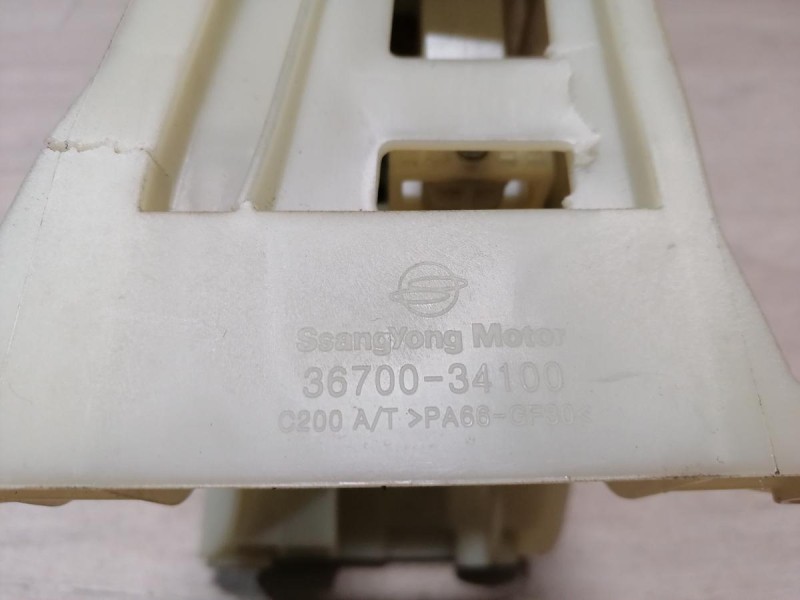 SsangYong Motor
36700-34100
C200 A/T >PA66-GF30<